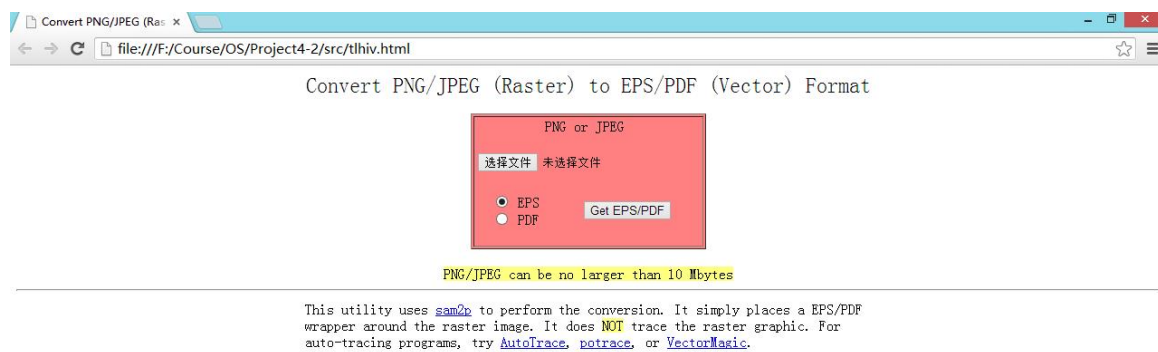 Convert PNG/JPEG (Ras
file:///F:/Course/OS/Project4-2/src/tlhiv.html
Convert PNG/JPEG (Raster) to EPS/PDF (Vector) Format
PNG or JPEG
选择文件 未选择文件
EPS
Get EPS/PDF
PDF
PNG/JPEG can be no larger than 10 Mbytes
This utility uses sam2p to perform the conversion. It simply places a EPS/PDF
wrapper around the raster image. It does NOT trace the raster graphic. For
auto-tracing programs, try AutoTrace, potrace, or VectorMagic.